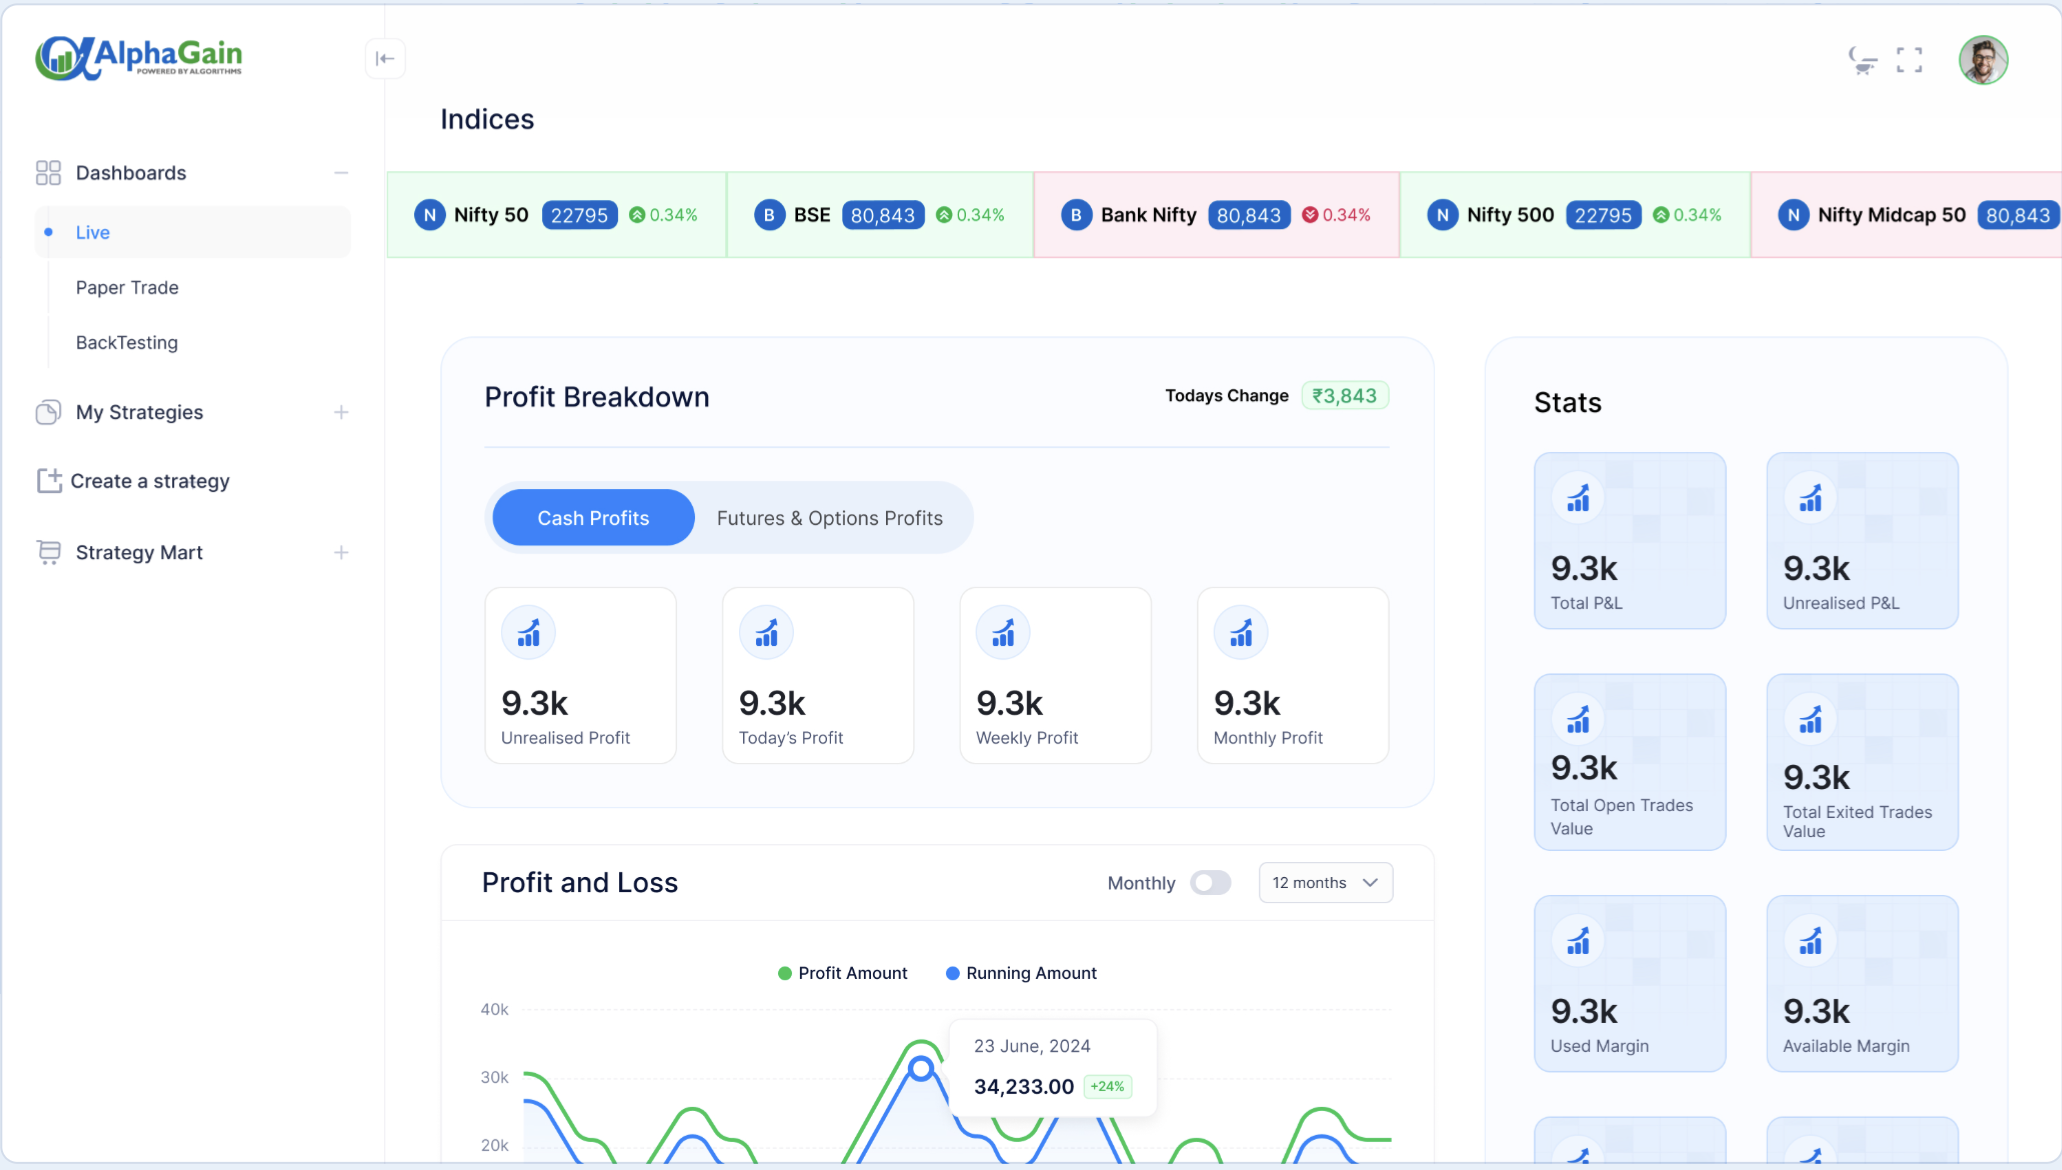 AlphaGain
POWERED BY ALGORITHMS
Dashboards
Live
Paper Trade
BackTesting
My Strategies
Create a strategy
Strategy Mart
Indices
N Nifty 50 22795 0.34%
B BSE 80,843 0.34%
B Bank Nifty 80,843 0.34%
N Nifty 500 22795 0.34%
N Nifty Midcap 50 80,843
Profit Breakdown
Todays Change ₹3,843
Cash Profits
Futures & Options Profits
9.3k
Unrealised Profit
9.3k
Today’s Profit
9.3k
Weekly Profit
9.3k
Monthly Profit
Profit and Loss
Monthly
12 months
Profit Amount
Running Amount
40k
30k
20k
23 June, 2024
34,233.00 +24%
Stats
9.3k
Total P&L
9.3k
Unrealised P&L
9.3k
Total Open Trades
Value
9.3k
Total Exited Trades
Value
9.3k
Used Margin
9.3k
Available Margin